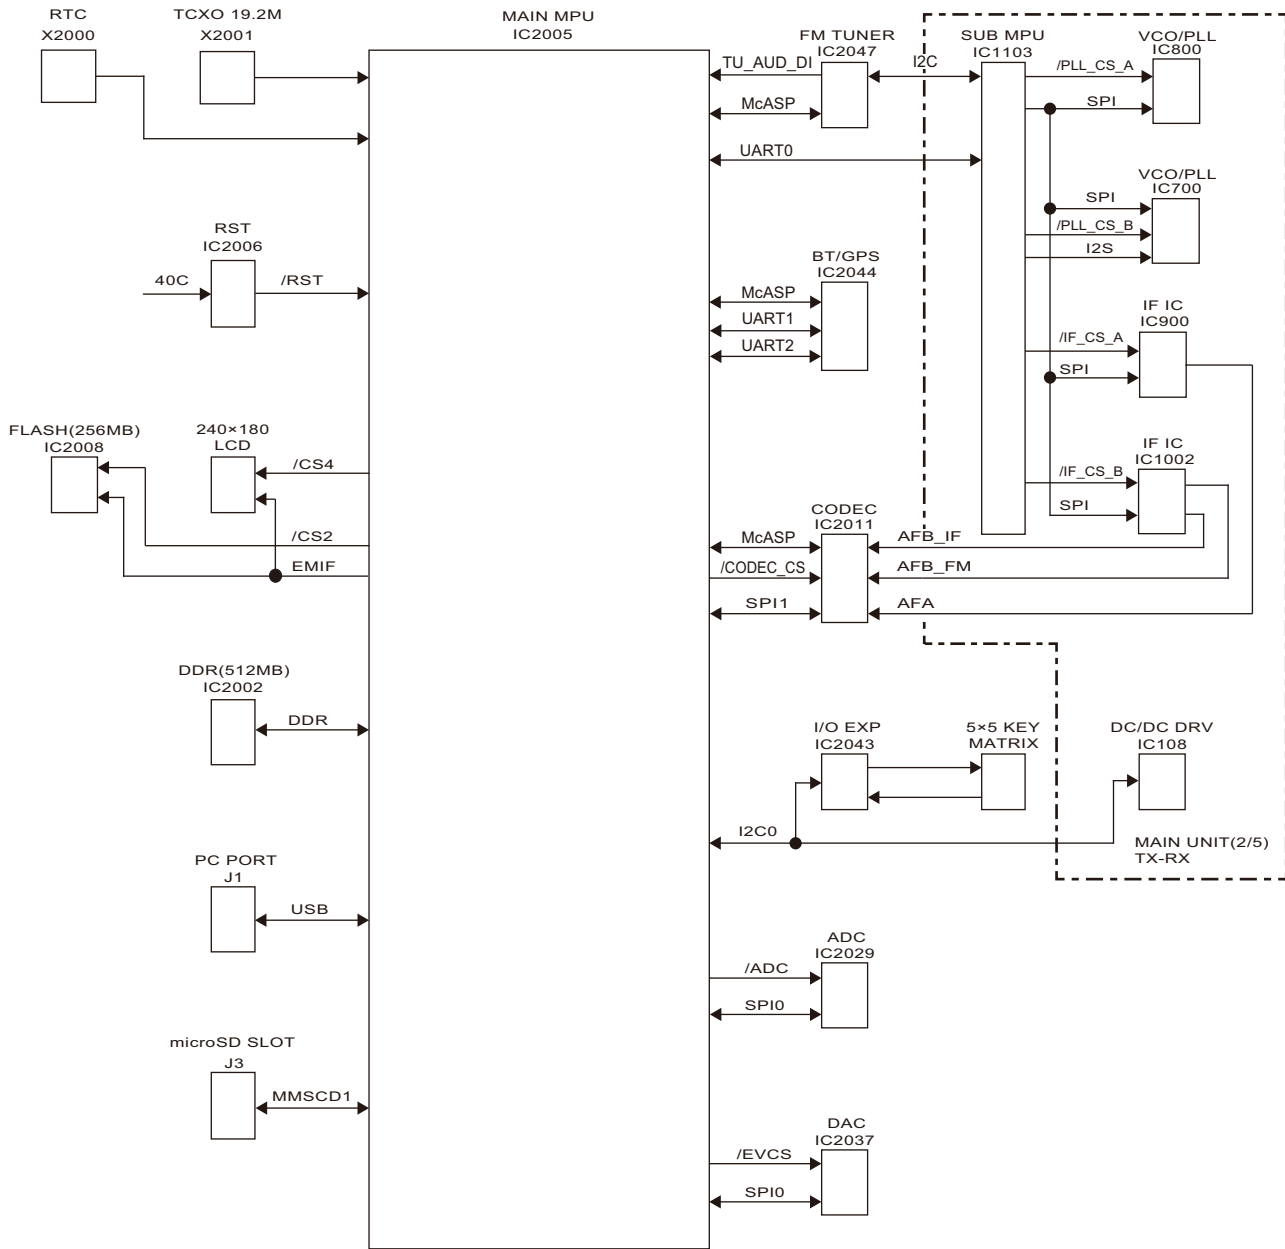 RTC
X2000
TCXO 19.2M
X2001
MAIN MPU
IC2005
FM TUNER
IC2047
SUB MPU
IC1103
VCO/PLL
IC800
TU_AUD_DI
I2C
/PLL_CS_A
McASP
SPI
UART0
VCO/PLL
IC700
SPI
/PLL_CS_B
I2S
RST
IC2006
40C
/RST
BT/GPS
IC2044
McASP
UART1
UART2
IF IC
IC900
/IF_CS_A
SPI
FLASH(256MB)
IC2008
240×180
LCD
/CS4
/CS2
EMIF
IF IC
IC1002
/IF_CS_B
SPI
CODEC
IC2011
McASP
AFB_IF
/CODEC_CS
AFB_FM
SPI1
AFA
DDR(512MB)
IC2002
DDR
I/O EXP
IC2043
5×5 KEY
MATRIX
DC/DC DRV
IC108
I2C0
MAIN UNIT(2/5)
TX-RX
PC PORT
J1
USB
ADC
IC2029
/ADC
SPI0
microSD SLOT
J3
MMSCD1
DAC
IC2037
/EVCS
SPI0